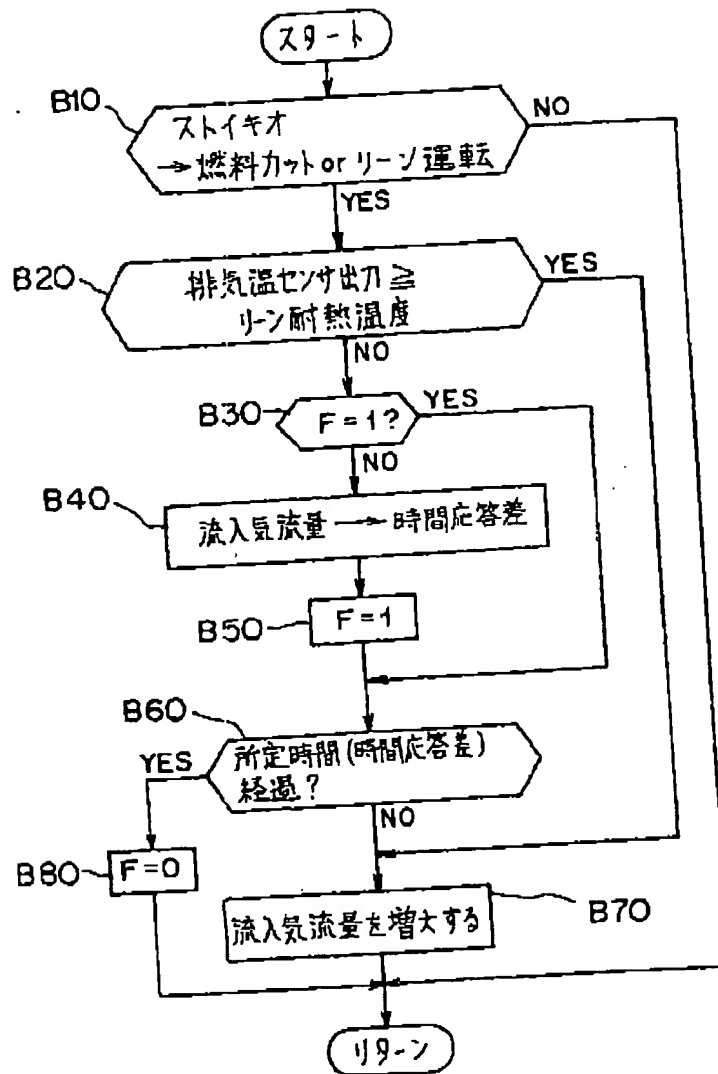 スタート
B10
ストイキオ
→燃料カットorリーン運転
NO
YES
B20
排気温センサ出力≧
リーン耐熱温度
YES
NO
B30
F=1?
YES
NO
B40
流入気流量→時間応答差
B50
F=1
B60
所定時間(時間応答差)
経過?
YES
NO
B80
F=0
流入気流量を増大する
B70
リターン